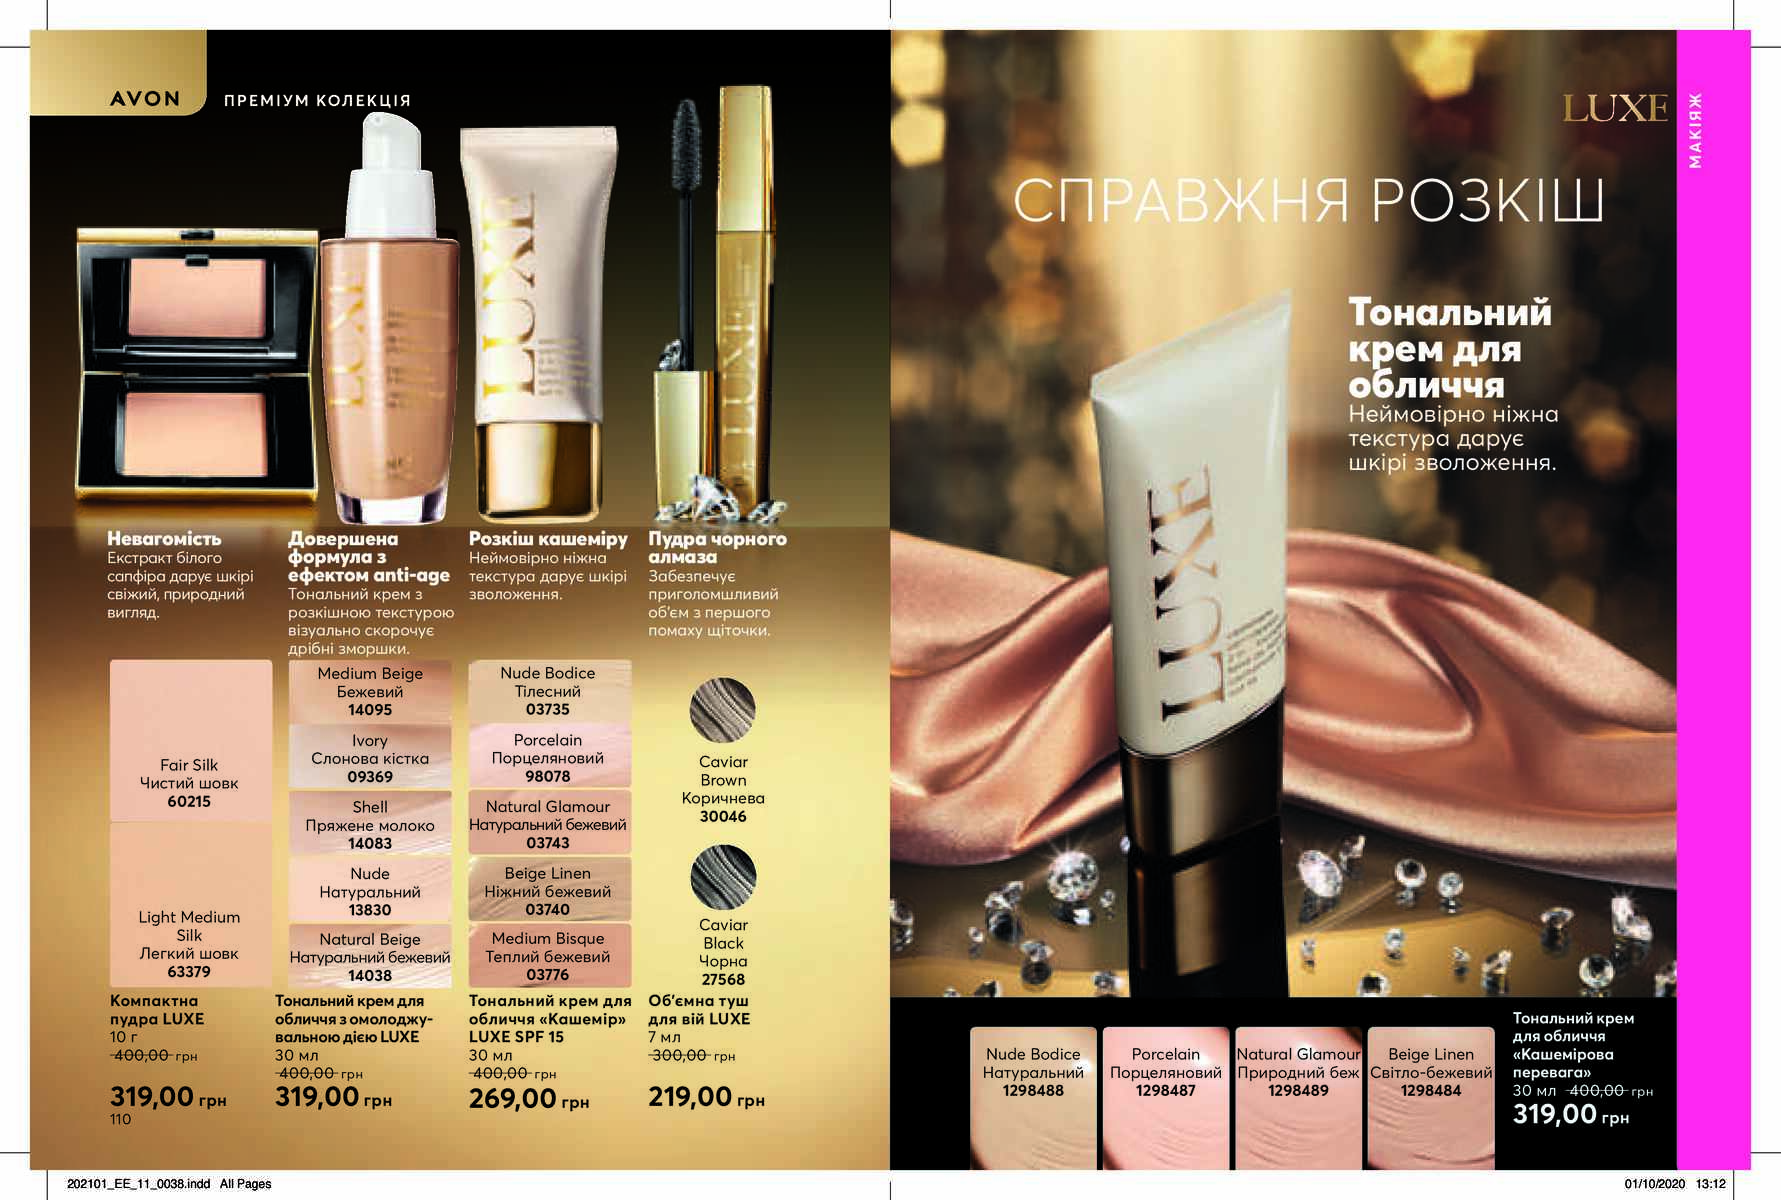 AVON
ПРЕМІУМ КОЛЕКЦІЯ
LUXE
LUXE
LUXE
Невагомість
Екстракт білого
сапфіра дарує шкірі
свіжий, природний
вигляд.
Довершена
формула з
ефектом anti-age
Тональний крем з
розкішною текстурою
візуально скорочує
дрібні зморшки.
Розкіш кашеміру
Неймовірно ніжна
текстура дарує шкірі
зволоження.
Пудра чорного
алмаза
Забезпечує
приголомшливий
об'єм з першого
помаху щіточки.
Fair Silk
Чистий шовк
60215
Light Medium
Silk
Легкий шовк
63379
Medium Beige
Бежевий
14095
Ivory
Слонова кістка
09369
Shell
Пряжене молоко
14083
Nude
Натуральний
13830
Natural Beige
Натуральний бежевий
14038
Nude Bodice
Тілесний
03735
Porcelain
Порцеляновий
98078
Natural Glamour
Натуральний бежевий
03743
Beige Linen
Ніжний бежевий
03740
Medium Bisque
Теплий бежевий
03776
Caviar
Brown
Коричнева
30046
Caviar
Black
Чорна
27568
Компактна
пудра LUXE
10 г
400,00 грн
319,00 грн
110
Тональний крем для
обличчя з омолоджу-
вальною дією LUXE
30 мл
400,00 грн
319,00 грн
Тональний крем для
обличчя «Кашемір»
LUXE SPF 15
30 мл
400,00 грн
269,00 грн
Об'ємна туш
для вій LUXE
7 мл
300,00 грн
219,00 грн
LUXE
МАКІЯЖ
СПРАВЖНЯ РОЗКІШ
Тональний
крем для
обличчя
Неймовірно ніжна
текстура дарує
шкірі зволоження.
LUXE
Nude Bodice
Натуральний
1298488
Porcelain
Порцеляновий
1298487
Natural Glamour
Природний беж
1298489
Beige Linen
Світло-бежевий
1298484
Тональний крем
для обличчя
«Кашемірова
перевага»
30 мл 400,00 грн
319,00 грн
202101_EE_11_0038.indd All Pages
01/10/2020 13:12